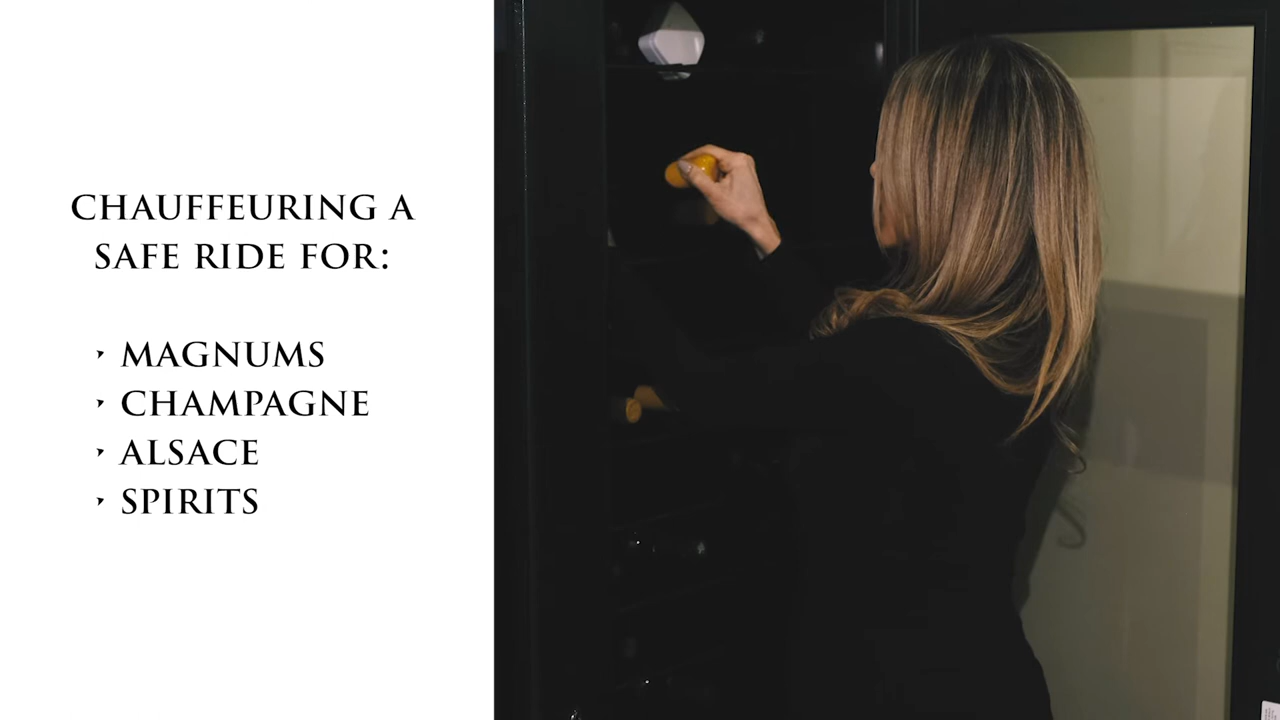 CHAUFFEURING A
SAFE RIDE FOR:
‣ MAGNUMS
‣ CHAMPAGNE
‣ ALSACE
‣ SPIRITS